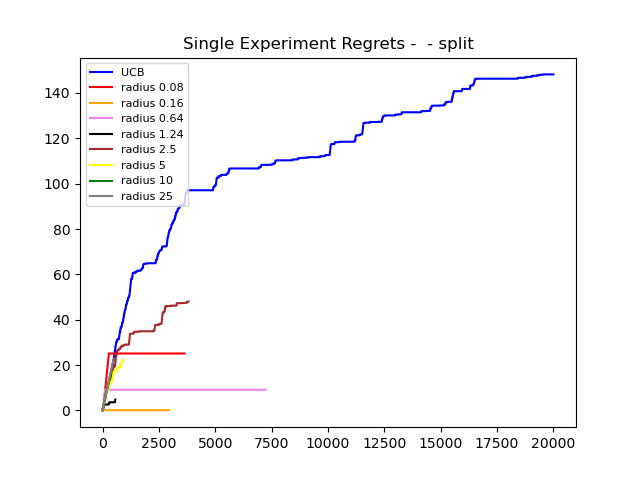 Single Experiment Regrets -  - split
UCB
radius 0.08
radius 0.16
radius 0.64
radius 1.24
radius 2.5
radius 5
radius 10
radius 25
140
120
100
80
60
40
20
0
0 2500 5000 7500 10000 12500 15000 17500 20000